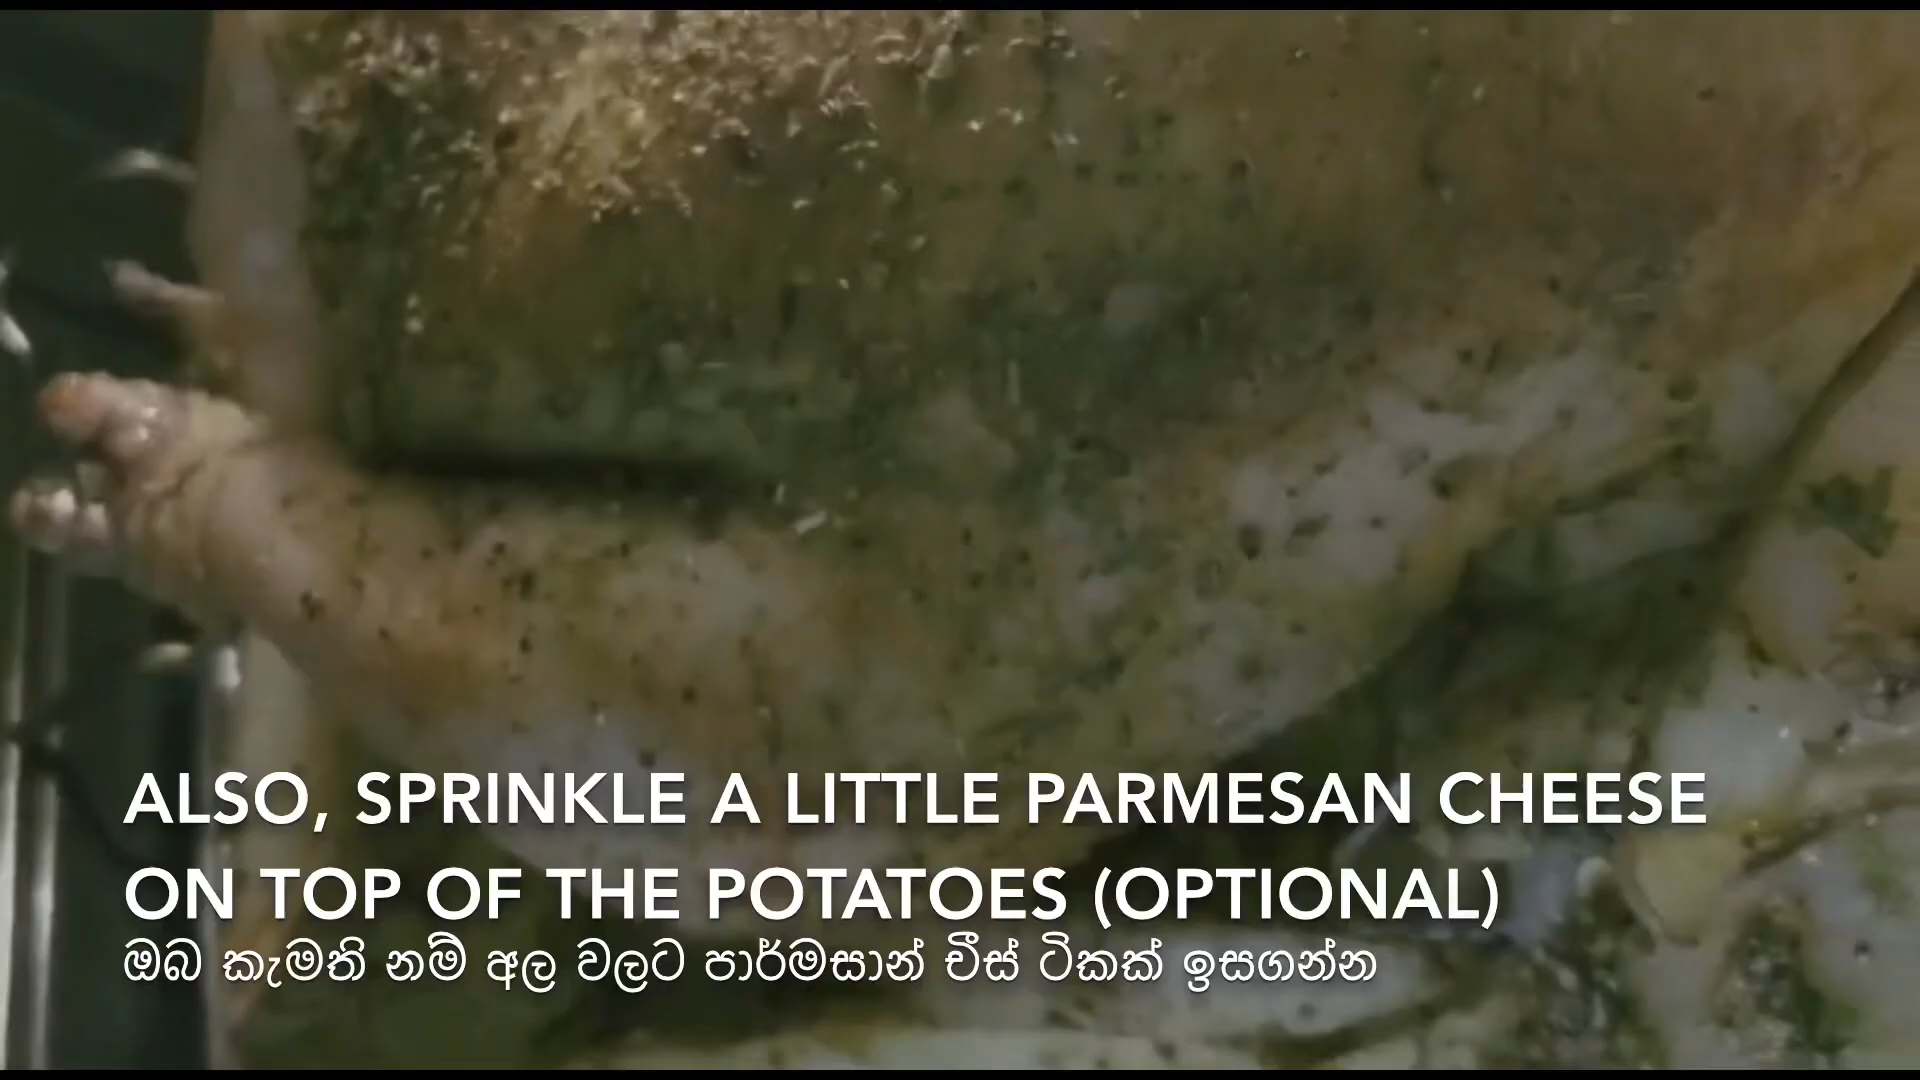 ALSO, SPRINKLE A LITTLE PARMESAN CHEESE
ON TOP OF THE POTATOES (OPTIONAL)
ඔබ කැමති නම් අල වලට පාර්මසාන් චීස් ටිකක් ඉසගන්න